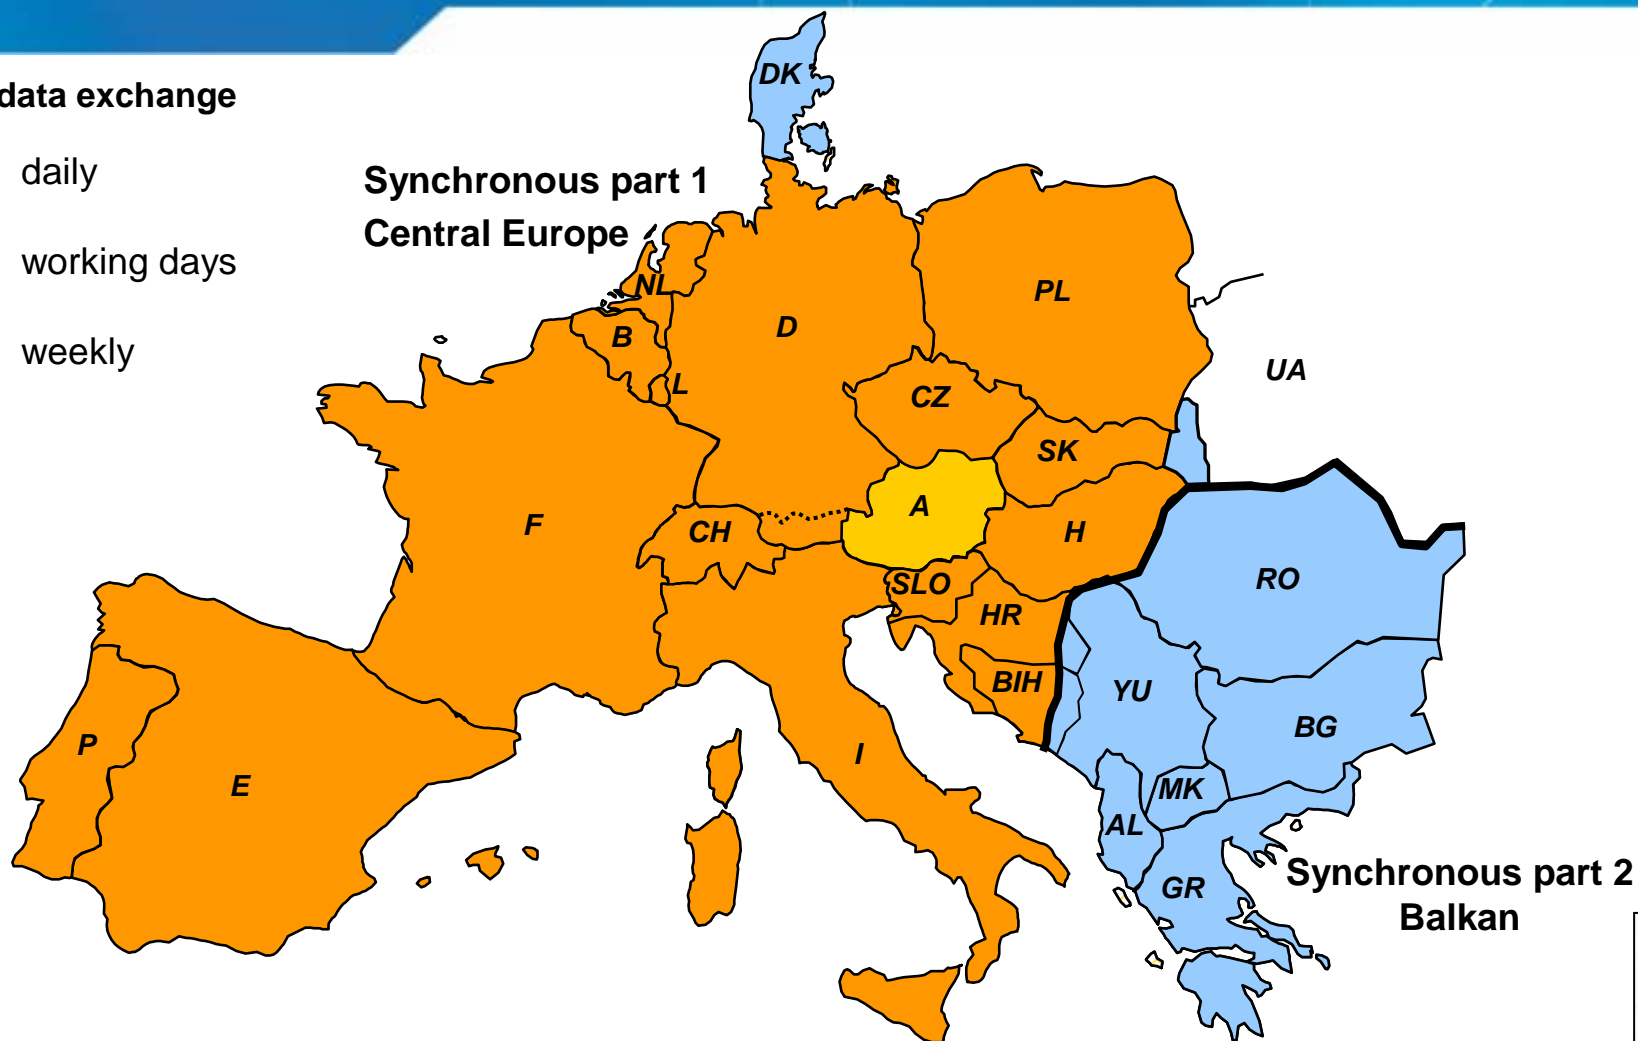 data exchange
daily
working days
weekly
Synchronous part 1
Central Europe
DK
NL
B
L
D
PL
UA
CZ
SK
A
F
CH
H
SLO
HR
BIH
RO
YU
BG
P
E
I
MK
AL
GR
Synchronous part 2
Balkan